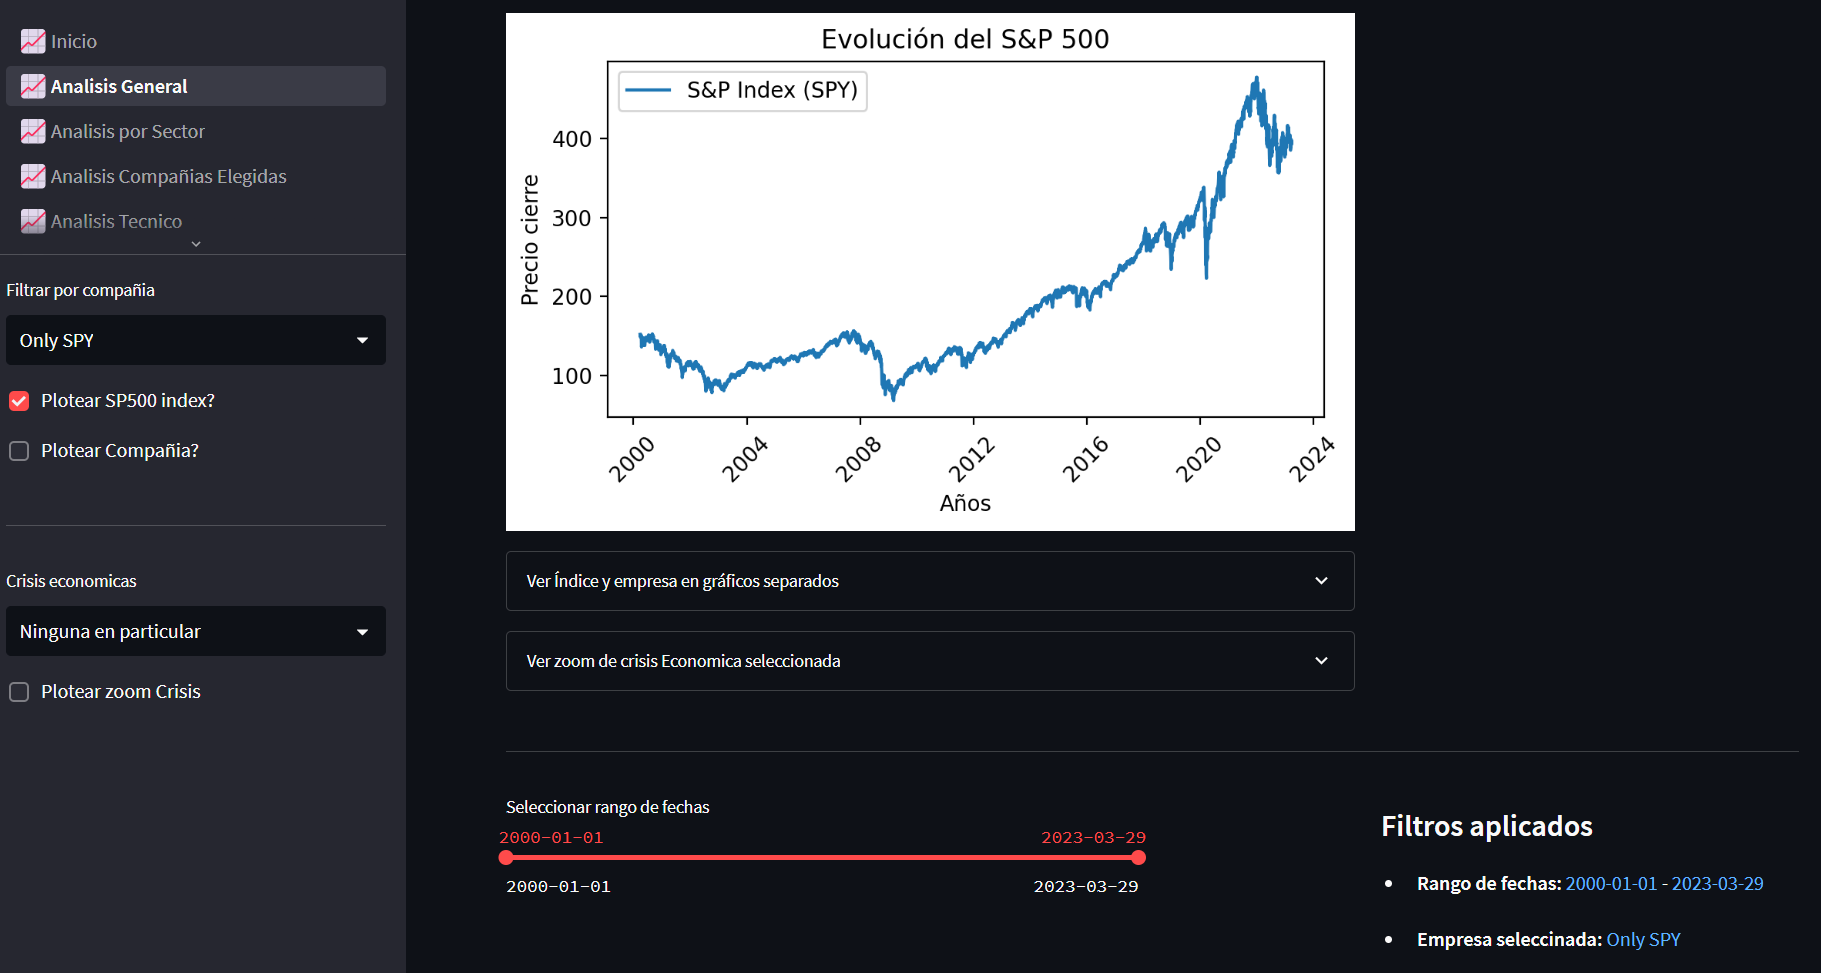 Inicio
Analisis General
Analisis por Sector
Analisis Compañias Elegidas
Analisis Tecnico
Filtrar por compañia
Only SPY
Plotear SP500 index?
Plotear Compañia?
Crisis economicas
Ninguna en particular
Plotear zoom Crisis
Evolución del S&P 500
S&P Index (SPY)
Precio cierre
400
300
200
100
2000 2004 2008 2012 2016 2020 2024
Años
Ver Índice y empresa en gráficos separados
Ver zoom de crisis Economica seleccionada
Seleccionar rango de fechas
2000-01-01 2023-03-29
2000-01-01 2023-03-29
Filtros aplicados
Rango de fechas: 2000-01-01 - 2023-03-29
Empresa seleccinada: Only SPY